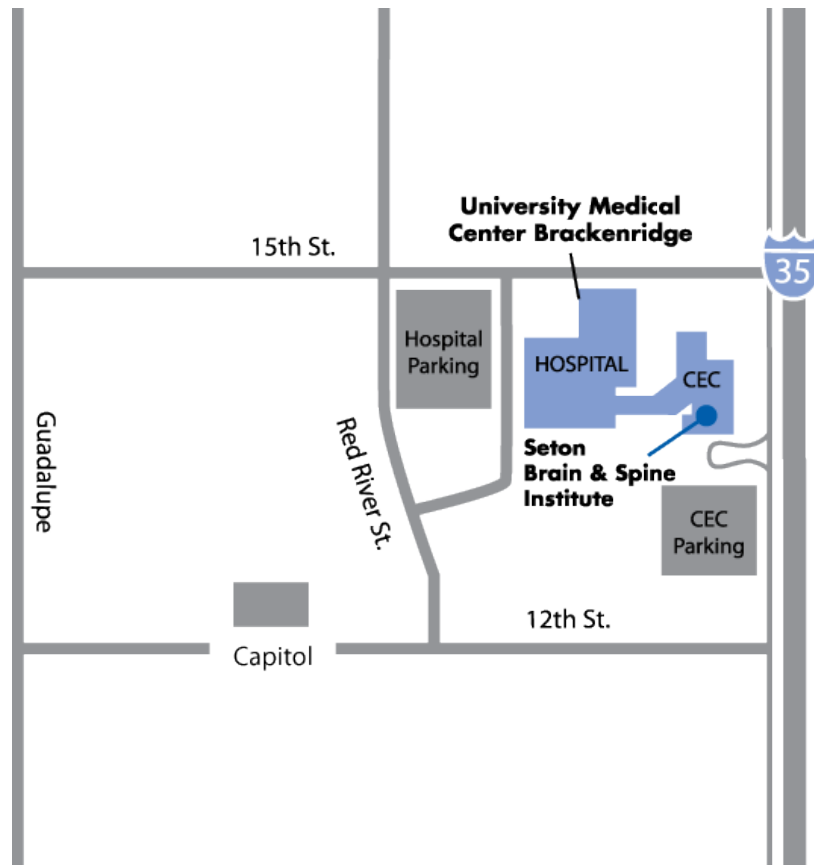 University Medical
Center Brackenridge
15th St.
35
Hospital
Parking
HOSPITAL
CEC
Guadalupe
Red River St.
Seton
Brain & Spine
Institute
CEC
Parking
12th St.
Capitol